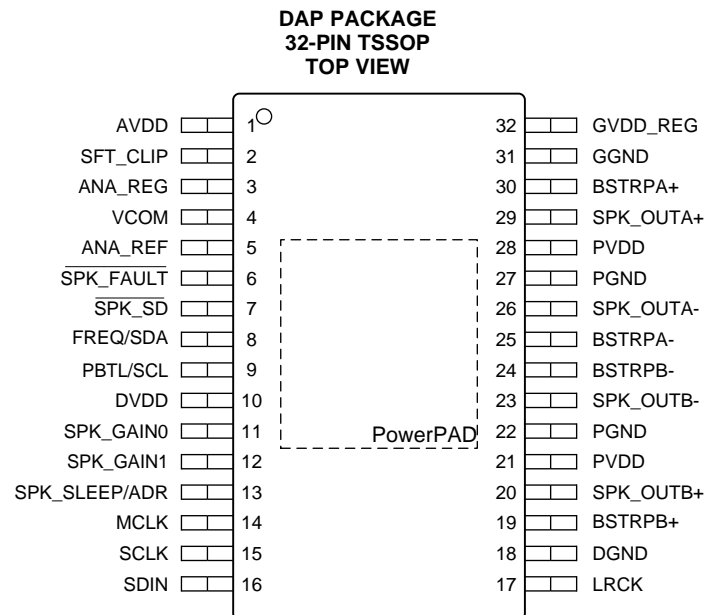 DAP PACKAGE
32-PIN TSSOP
TOP VIEW
AVDD 1 32 GVDD_REG
SFT_CLIP 2 31 GGND
ANA_REG 3 30 BSTRPA+
VCOM 4 29 SPK_OUTA+
ANA_REF 5 28 PVDD
SPK_FAULT 6 27 PGND
SPK_SD 7 26 SPK_OUTA-
FREQ/SDA 8 25 BSTRPA-
PBTL/SCL 9 24 BSTRPB-
DVDD 10 23 SPK_OUTB-
SPK_GAIN0 11 PowerPAD 22 PGND
SPK_GAIN1 12 21 PVDD
SPK_SLEEP/ADR 13 20 SPK_OUTB+
MCLK 14 19 BSTRPB+
SCLK 15 18 DGND
SDIN 16 17 LRCK